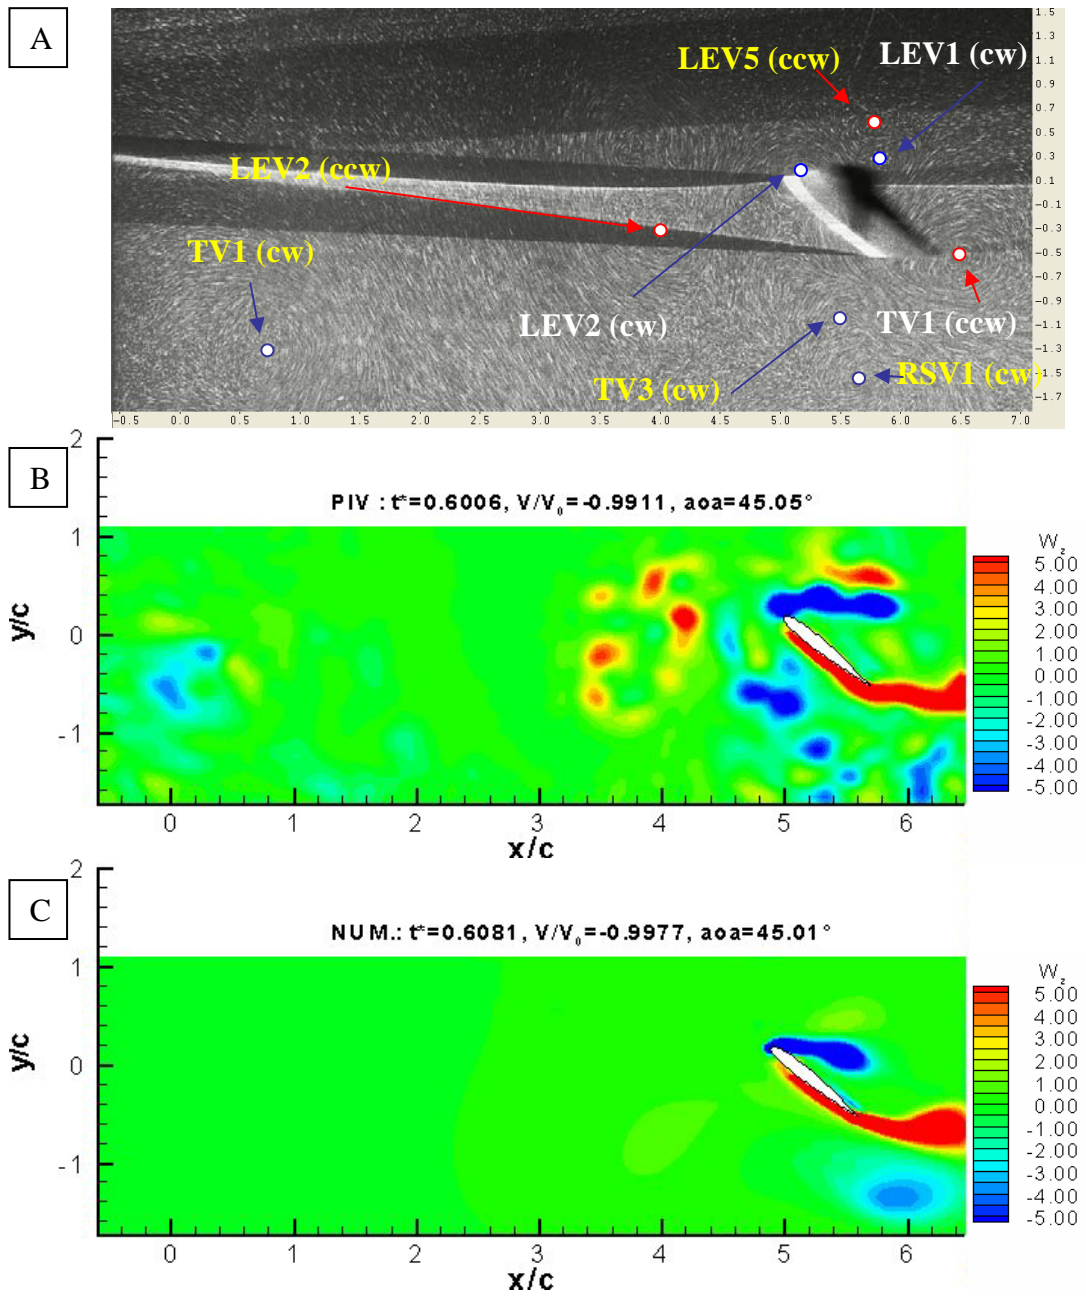 A
LEV5 (ccw)
LEV1 (cw)
LEV2 (ccw)
TV1 (cw)
LEV2 (cw)
TV1 (ccw)
TV3 (cw)
RSV1 (cw)
1.5
1.3
1.1
0.9
0.7
0.5
0.3
0.1
-0.1
-0.3
-0.5
-0.9
-1.1
-1.3
-1.5
-1.7
-0.5 0.0 0.5 1.0 1.5 2.0 2.5 3.0 3.5 4.0 4.5 5.0 5.5 6.0 6.5 7.0
B
PIV : t*=0.6006, V/V₀=-0.9911, aoa=45.05°
2
1
0
-1
y/c
0 1 2 3 4 5 6
x/c
W_z
5.00
4.00
3.00
2.00
1.00
0.00
-1.00
-2.00
-3.00
-4.00
-5.00
C
NUM.: t*=0.6081, V/V₀=-0.9977, aoa=45.01°
2
1
0
-1
y/c
0 1 2 3 4 5 6
x/c
W_z
5.00
4.00
3.00
2.00
1.00
0.00
-1.00
-2.00
-3.00
-4.00
-5.00